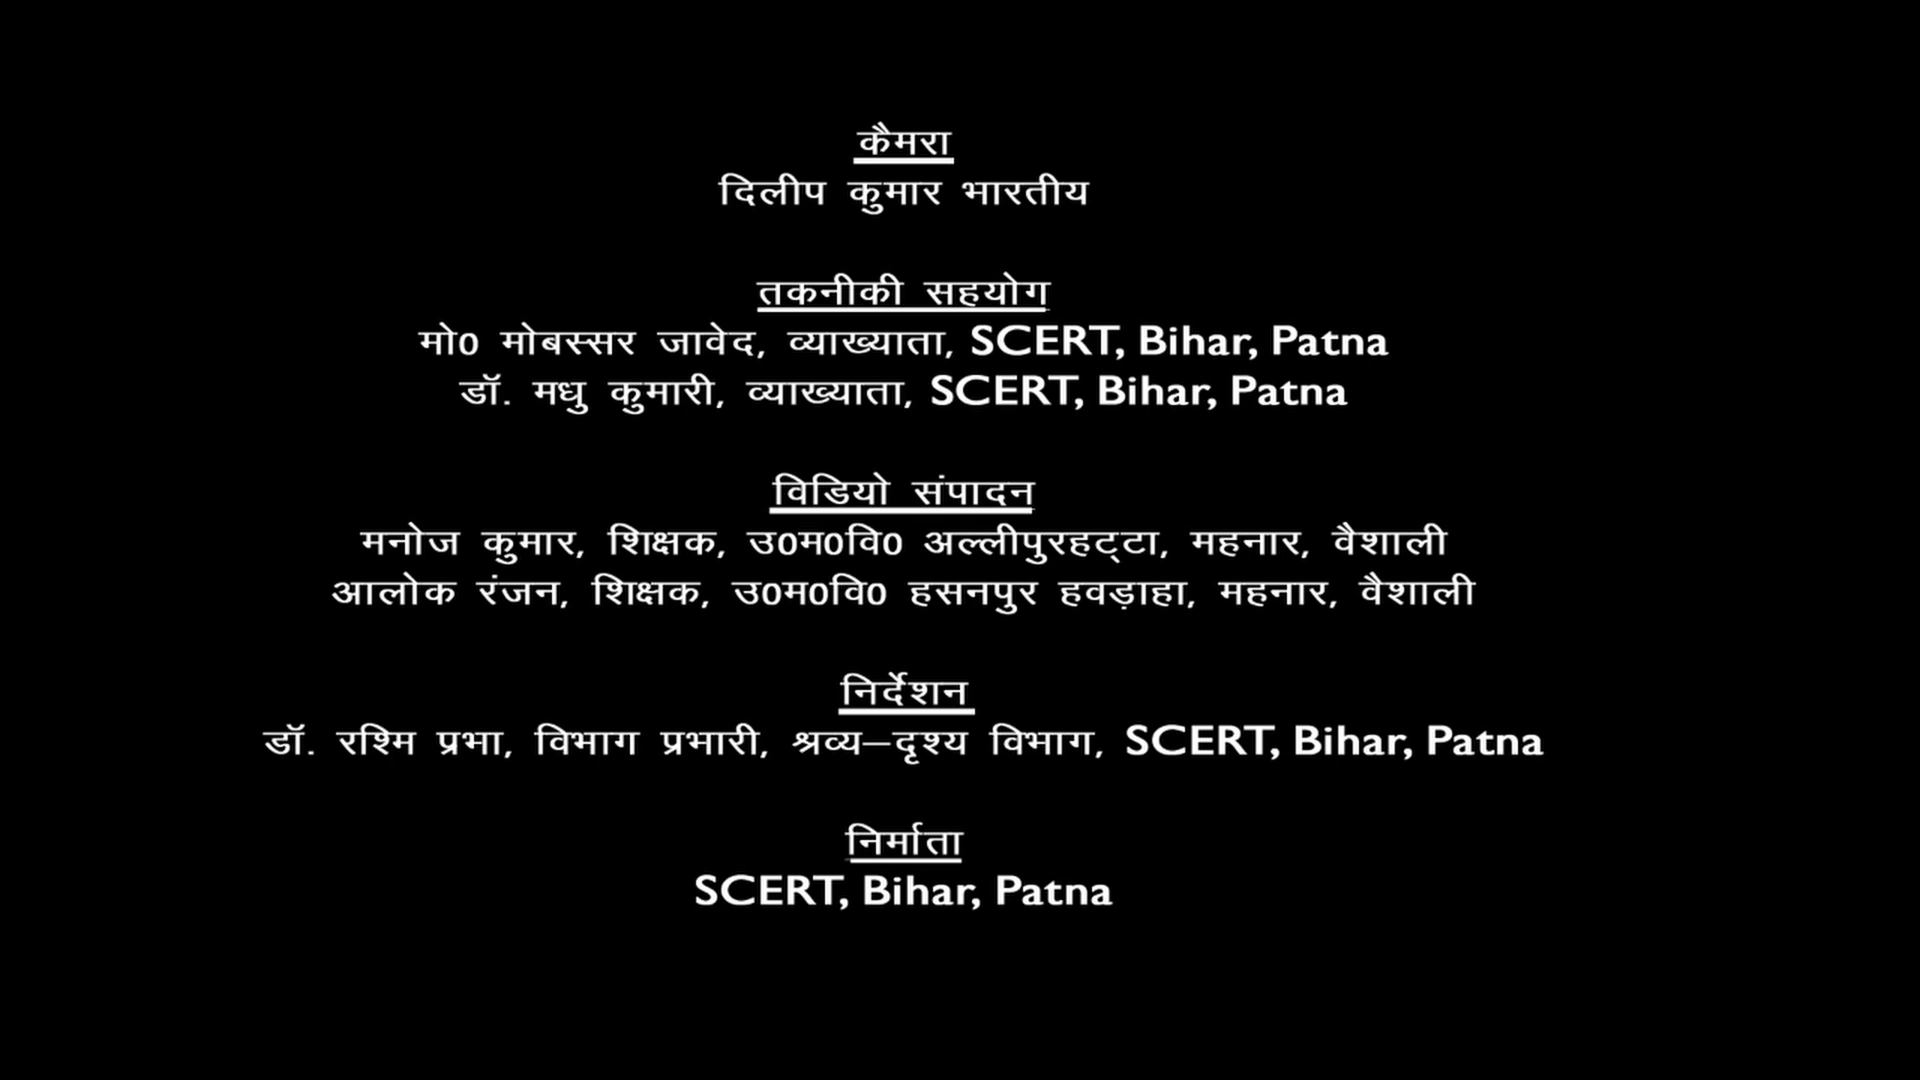 कैमरा
दिलीप कुमार भारतीय
तकनीकी सहयोग
मो0 मोबस्सर जावेद, व्याख्याता, SCERT, Bihar, Patna
डॉ. मधु कुमारी, व्याख्याता, SCERT, Bihar, Patna
विडियो संपादन
मनोज कुमार, शिक्षक, उ0म0वि0 अल्लीपुरहट्टा, महनार, वैशाली
आलोक रंजन, शिक्षक, उ0म0वि0 हसनपुर हवड़ाहा, महनार, वैशाली
निर्देशन
डॉ. रश्मि प्रभा, विभाग प्रभारी, श्रव्य–दृश्य विभाग, SCERT, Bihar, Patna
निर्माता
SCERT, Bihar, Patna